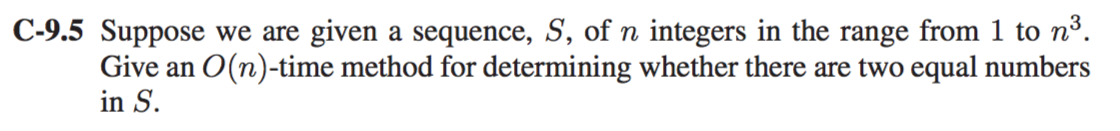 C-9.5 Suppose we are given a sequence, S, of n integers in the range from 1 to n³.
Give an O(n)-time method for determining whether there are two equal numbers
in S.